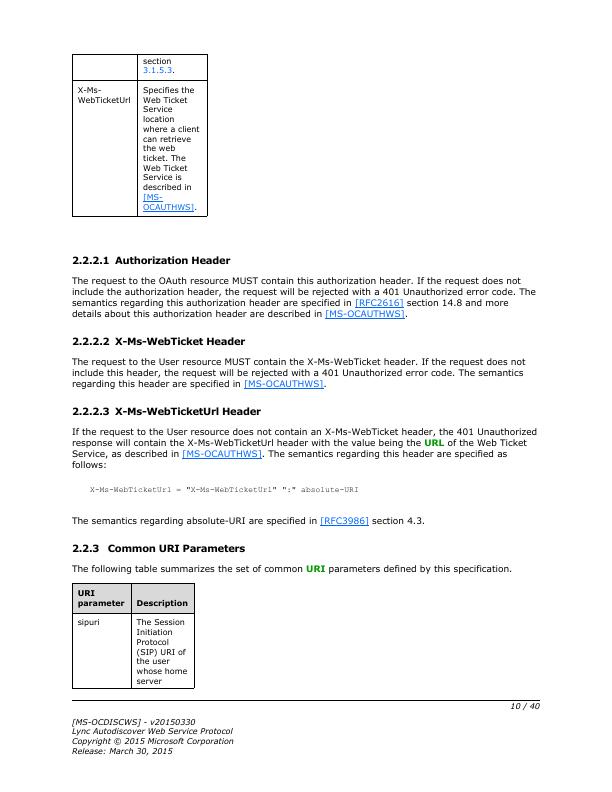 section
3.1.5.3.
X-Ms-
WebTicketUrl
Specifies the
Web Ticket
Service
location
where a client
can retrieve
the web
ticket. The
Web Ticket
Service is
described in
[MS-
OCAUTHWS].
2.2.2.1 Authorization Header
The request to the OAuth resource MUST contain this authorization header. If the request does not
include the authorization header, the request will be rejected with a 401 Unauthorized error code. The
semantics regarding this authorization header are specified in [RFC2616] section 14.8 and more
details about this authorization header are described in [MS-OCAUTHWS].
2.2.2.2 X-Ms-WebTicket Header
The request to the User resource MUST contain the X-Ms-WebTicket header. If the request does not
include this header, the request will be rejected with a 401 Unauthorized error code. The semantics
regarding this header are specified in [MS-OCAUTHWS].
2.2.2.3 X-Ms-WebTicketUrl Header
If the request to the User resource does not contain an X-Ms-WebTicket header, the 401 Unauthorized
response will contain the X-Ms-WebTicketUrl header with the value being the URL of the Web Ticket
Service, as described in [MS-OCAUTHWS]. The semantics regarding this header are specified as
follows:
X-Ms-WebTicketUrl = "X-Ms-WebTicketUrl" ":" absolute-URI
The semantics regarding absolute-URI are specified in [RFC3986] section 4.3.
2.2.3 Common URI Parameters
The following table summarizes the set of common URI parameters defined by this specification.
URI
parameter
Description
sipuri
The Session
Initiation
Protocol
(SIP) URI of
the user
whose home
server
10 / 40
[MS-OCDISCWS] - v20150330
Lync Autodiscover Web Service Protocol
Copyright © 2015 Microsoft Corporation
Release: March 30, 2015